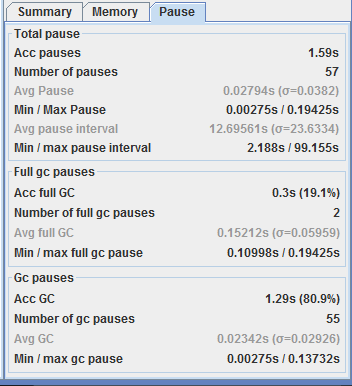 Summary Memory Pause
Total pause
Acc pauses 1.59s
Number of pauses 57
Avg Pause 0.02794s (σ=0.0382)
Min / Max Pause 0.00275s / 0.19425s
Avg pause interval 12.69561s (σ=23.6334)
Min / max pause interval 2.188s / 99.155s
Full gc pauses
Acc full GC 0.3s (19.1%)
Number of full gc pauses 2
Avg full GC 0.15212s (σ=0.05959)
Min / max full gc pause 0.10998s / 0.19425s
Gc pauses
Acc GC 1.29s (80.9%)
Number of gc pauses 55
Avg GC 0.02342s (σ=0.02926)
Min / max gc pause 0.00275s / 0.13732s